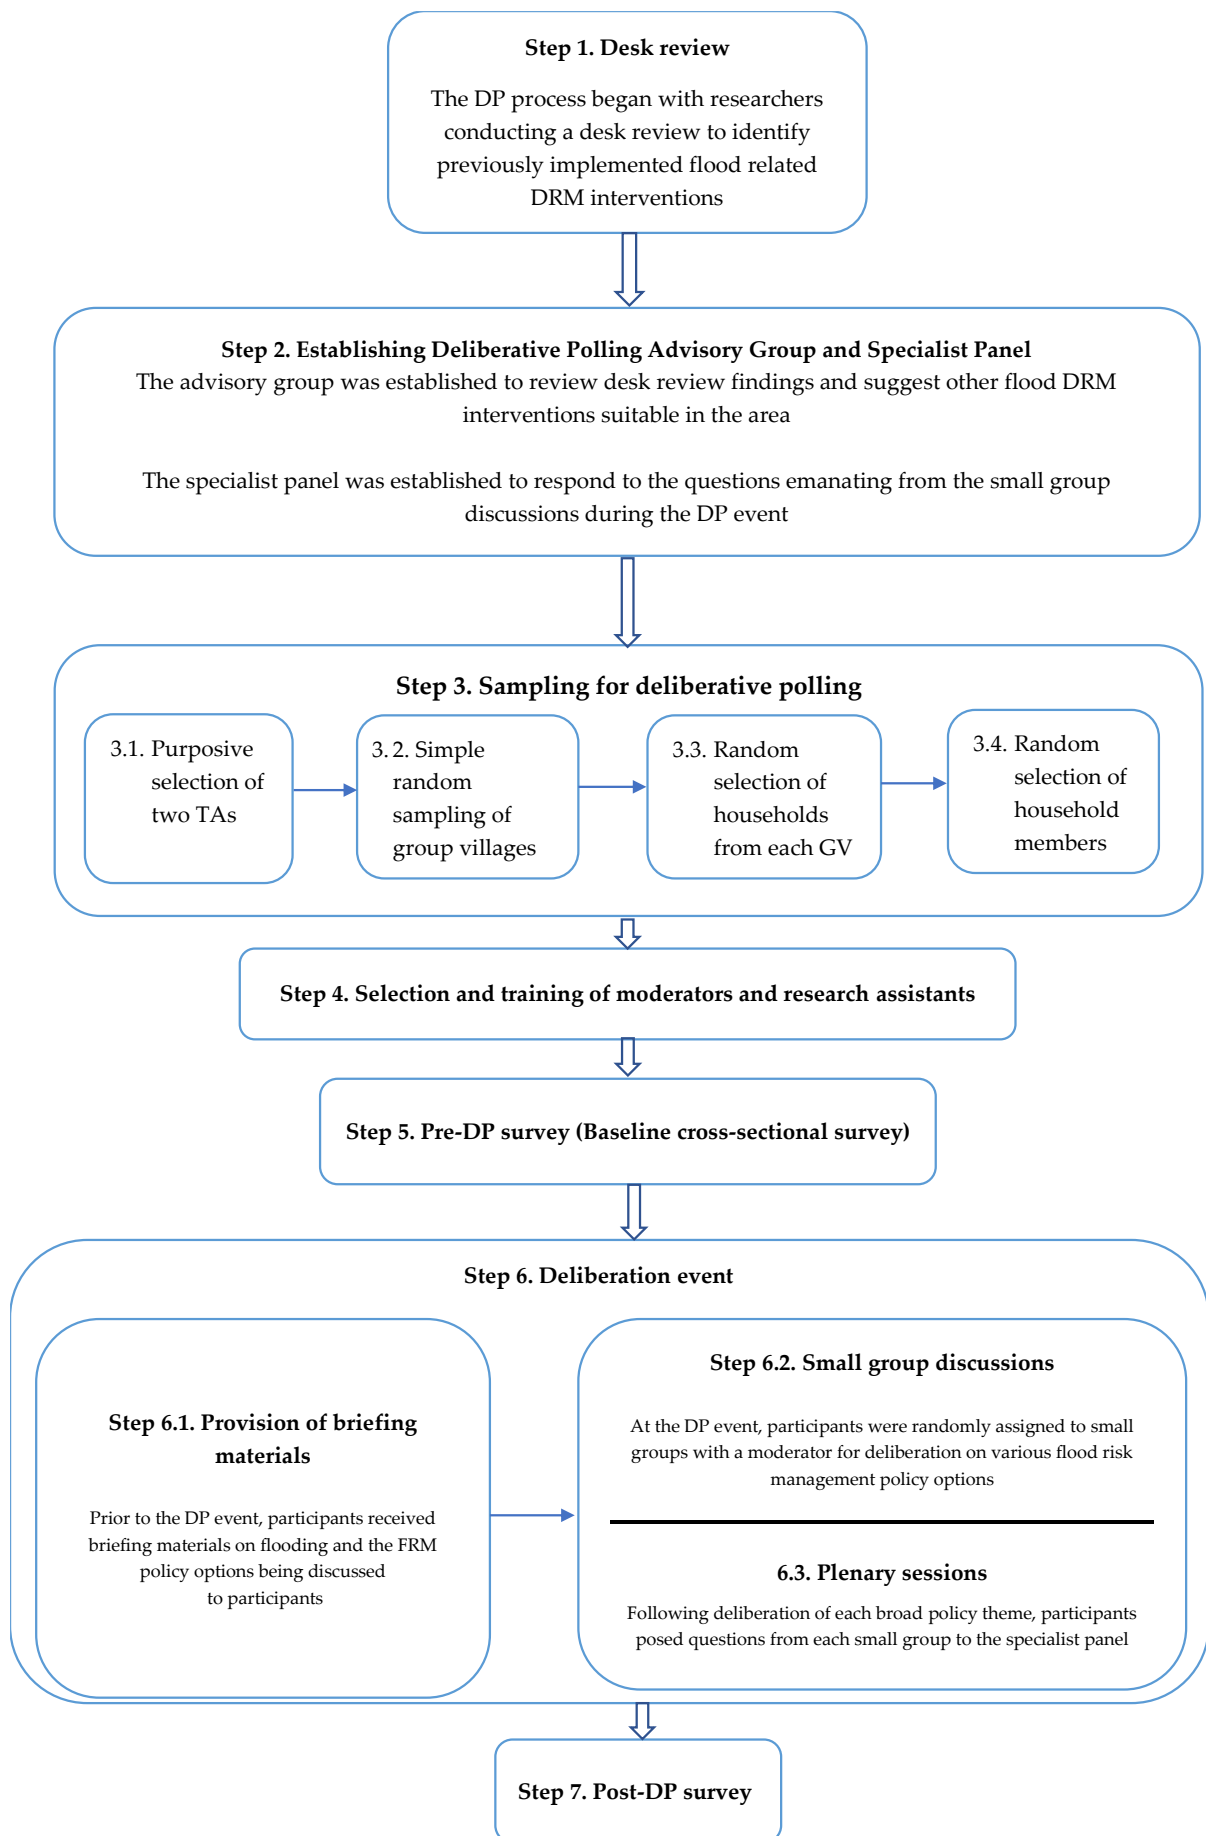 Step 1. Desk review
The DP process began with researchers
conducting a desk review to identify
previously implemented flood related
DRM interventions
Step 2. Establishing Deliberative Polling Advisory Group and Specialist Panel
The advisory group was established to review desk review findings and suggest other flood DRM
interventions suitable in the area
The specialist panel was established to respond to the questions emanating from the small group
discussions during the DP event
Step 3. Sampling for deliberative polling
3.1. Purposive
selection of
two TAs
3.2. Simple
random
sampling of
group villages
3.3. Random
selection of
households
from each GV
3.4. Random
selection of
household
members
Step 4. Selection and training of moderators and research assistants
Step 5. Pre-DP survey (Baseline cross-sectional survey)
Step 6. Deliberation event
Step 6.1. Provision of briefing
materials
Prior to the DP event, participants received
briefing materials on flooding and the FRM
policy options being discussed
to participants
Step 6.2. Small group discussions
At the DP event, participants were randomly assigned to small
groups with a moderator for deliberation on various flood risk
management policy options
6.3. Plenary sessions
Following deliberation of each broad policy theme, participants
posed questions from each small group to the specialist panel
Step 7. Post-DP survey